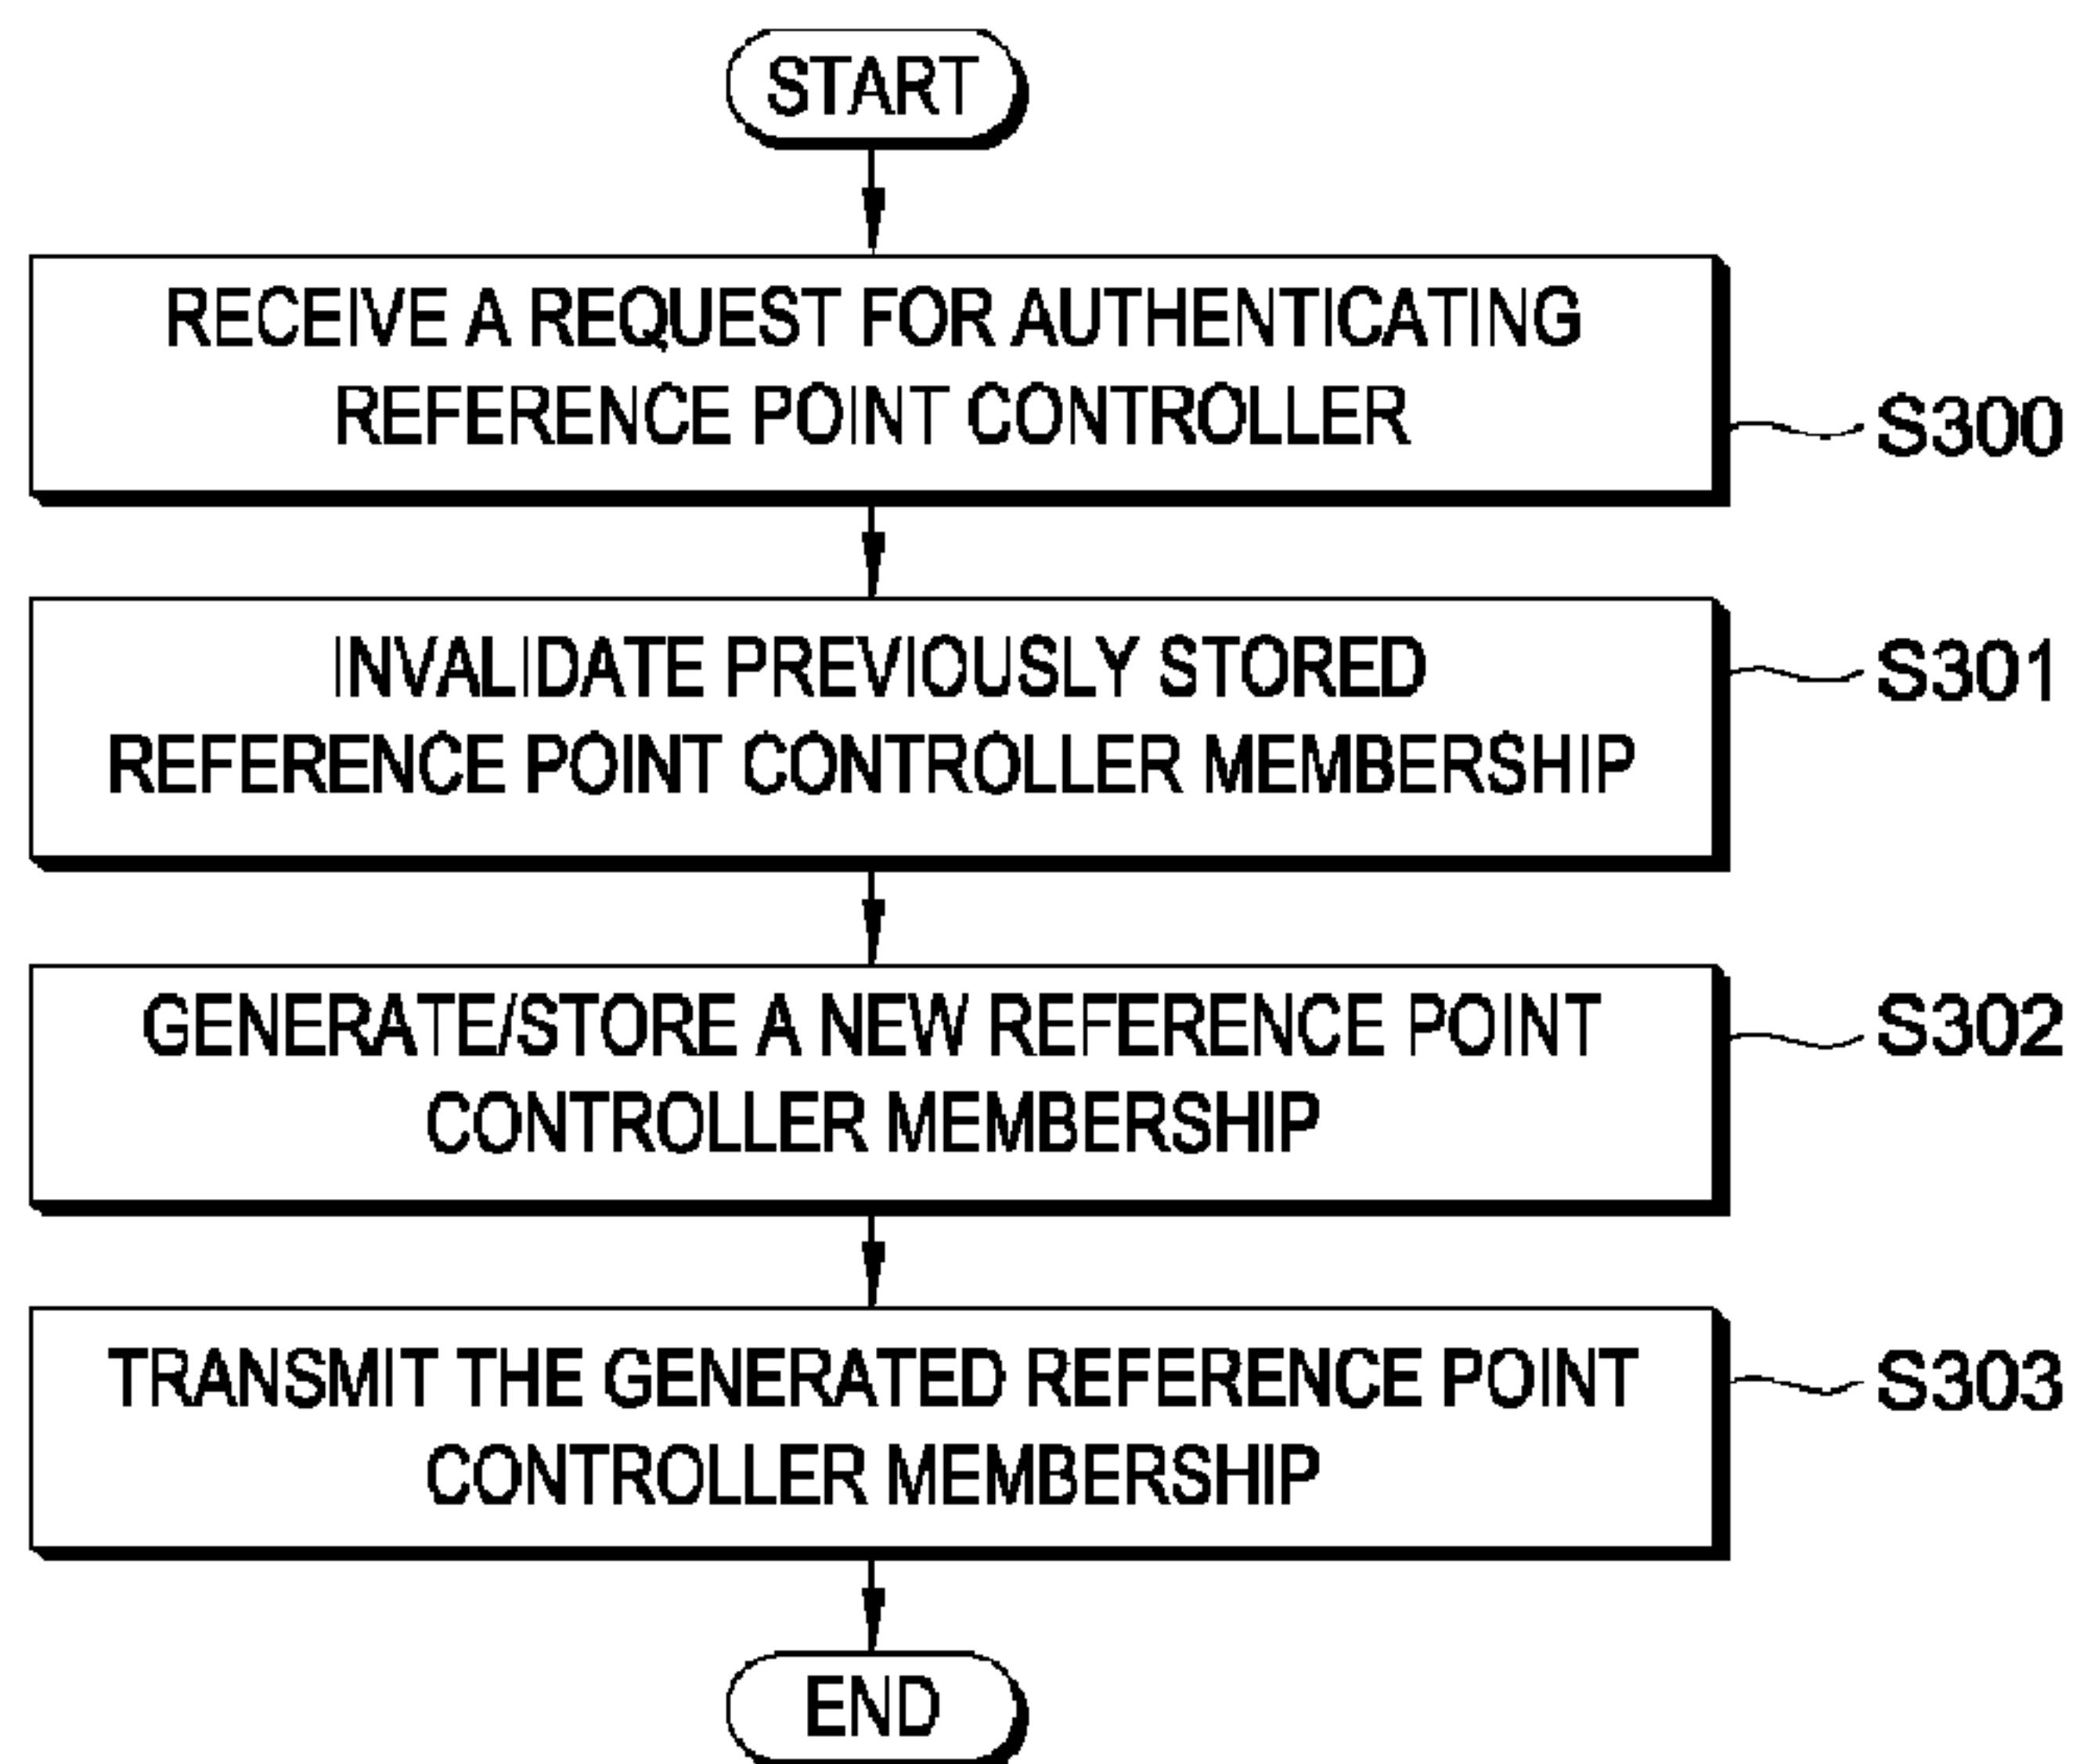 START
RECEIVE A REQUEST FOR AUTHENTICATING
REFERENCE POINT CONTROLLER
S300
INVALIDATE PREVIOUSLY STORED
REFERENCE POINT CONTROLLER MEMBERSHIP
S301
GENERATE/STORE A NEW REFERENCE POINT
CONTROLLER MEMBERSHIP
S302
TRANSMIT THE GENERATED REFERENCE POINT
CONTROLLER MEMBERSHIP
S303
END